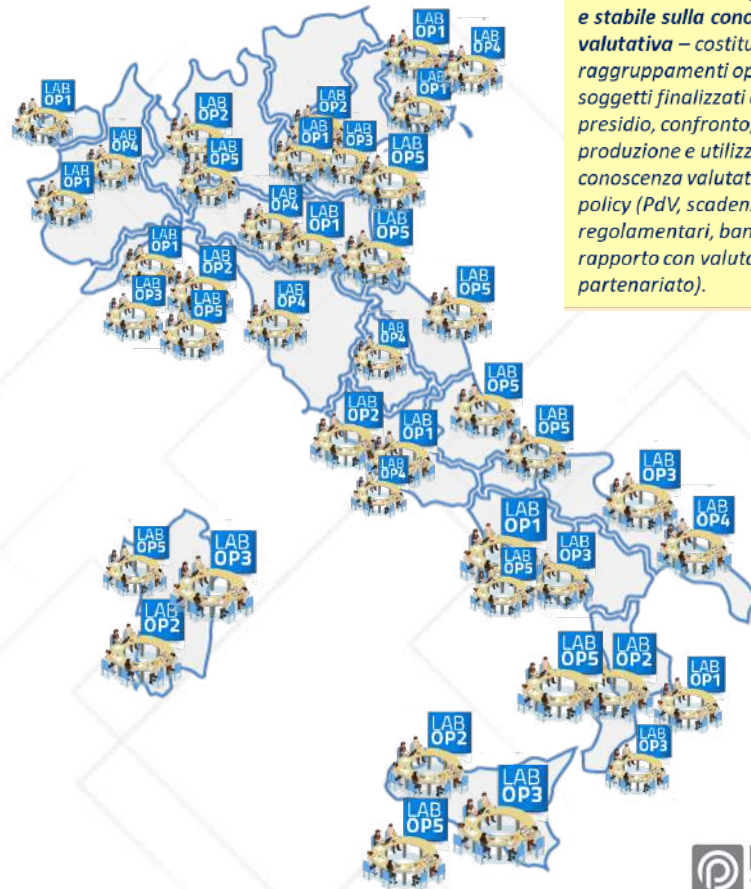 e stabile sulla cono
valutativa – costitu
raggruppamenti op
soggetti finalizzati
presidio, confronto
produzione e utilizz
conoscenza valutat
policy (PdV, scaden
regolamentari, ban
rapporto con valuta
partenariato).
LAB
OP1
LAB
OP4
LAB
OP1
LAB
OP1
LAB
OP2
LAB
OP2
LAB
OP4
LAB
OP1
LAB
OP3
LAB
OP5
LAB
OP5
LAB
OP1
LAB
OP4
LAB
OP1
LAB
OP5
LAB
OP1
LAB
OP2
LAB
OP3
LAB
OP5
LAB
OP4
LAB
OP5
LAB
OP4
LAB
OP2
LAB
OP1
LAB
OP4
LAB
OP5
LAB
OP5
LAB
OP3
LAB
OP4
LAB
OP1
LAB
OP3
LAB
OP5
LAB
OP5
LAB
OP3
LAB
OP2
LAB
OP5
LAB
OP2
LAB
OP1
LAB
OP3
LAB
OP2
LAB
OP3
LAB
OP5